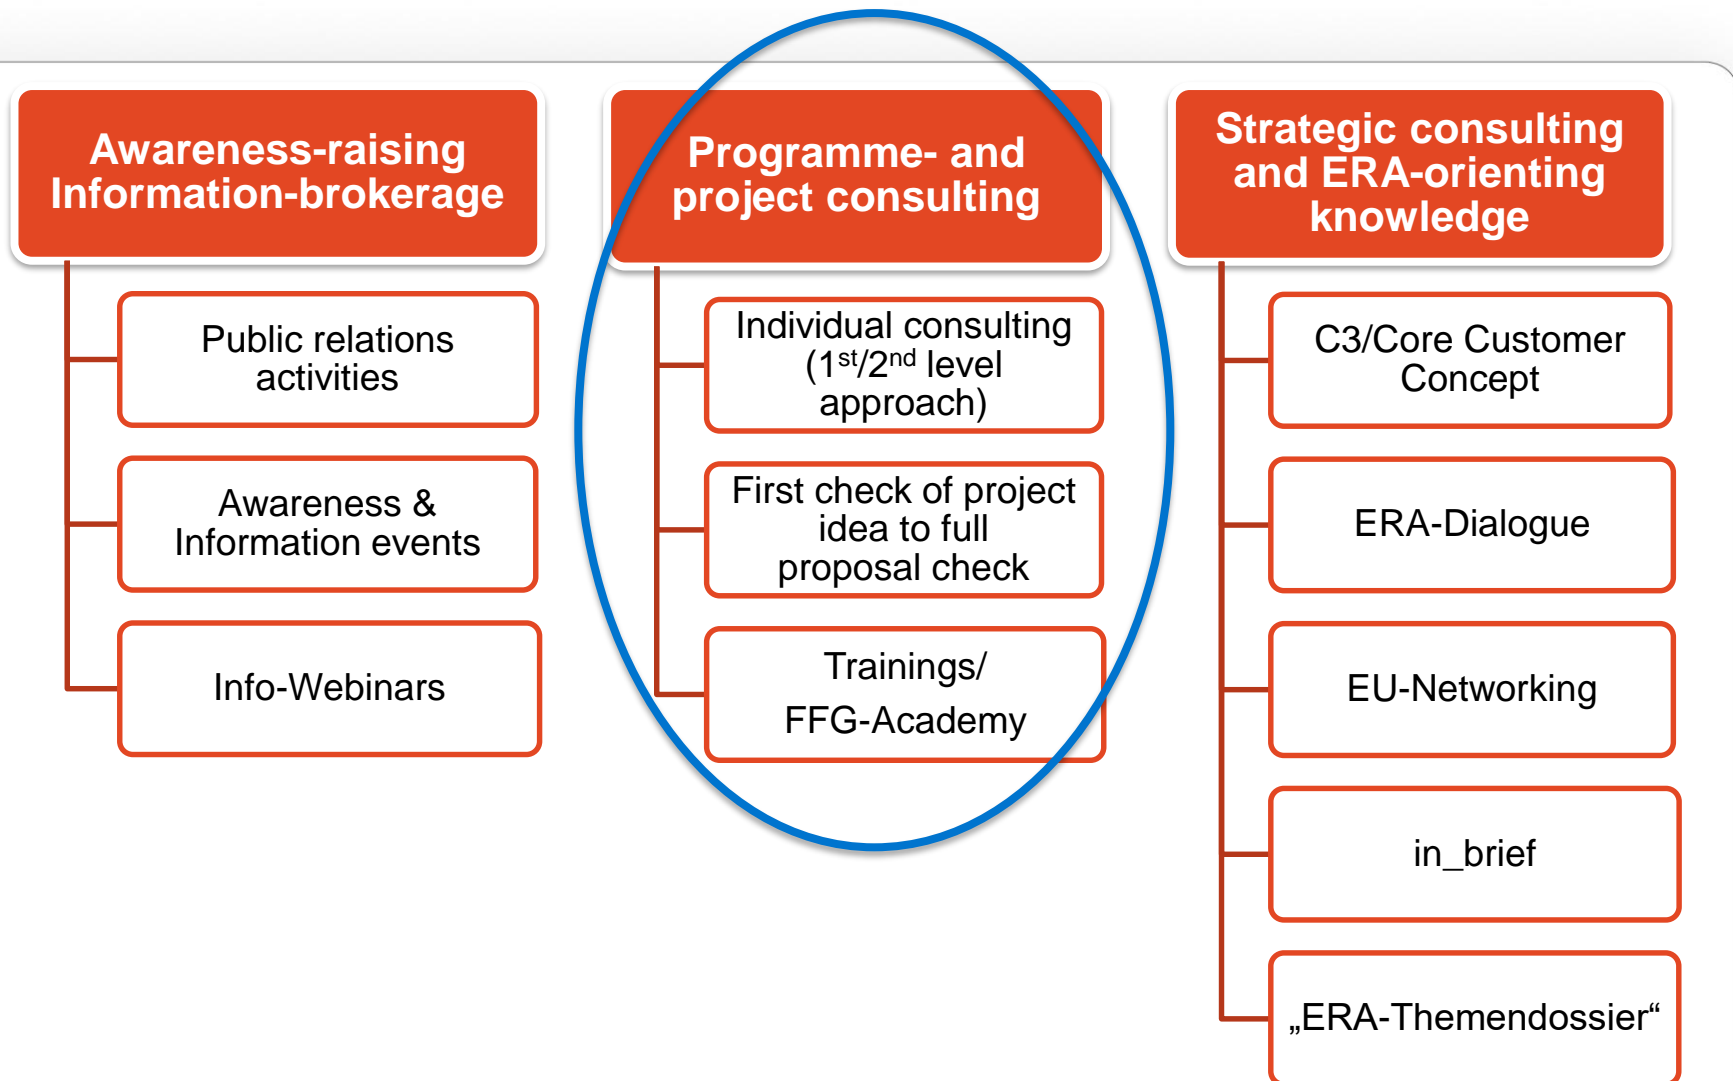 Awareness-raising
Information-brokerage
Public relations
activities
Awareness &
Information events
Info-Webinars
Programme- and
project consulting
Individual consulting
(1st/2nd level
approach)
First check of project
idea to full
proposal check
Trainings/
FFG-Academy
Strategic consulting
and ERA-orienting
knowledge
C3/Core Customer
Concept
ERA-Dialogue
EU-Networking
in_brief
„ERA-Themendossier“